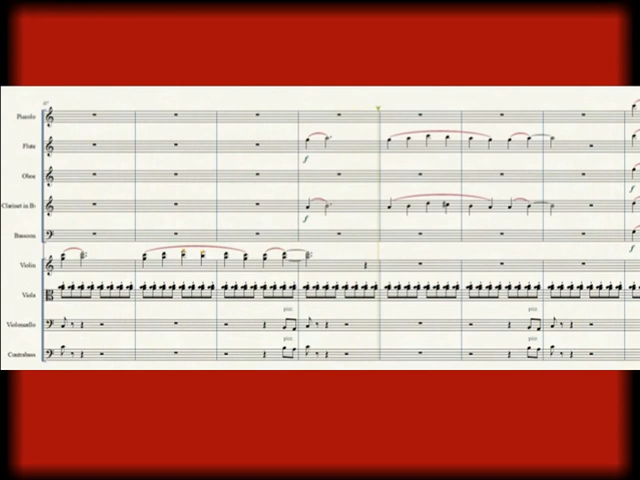 Piccolo
Flute
f
Oboe
f
Clarinet in B♭
f
Bassoon
f
Violin
Viola
pizz.
pizz.
Violoncello
pizz.
pizz.
Contrabass